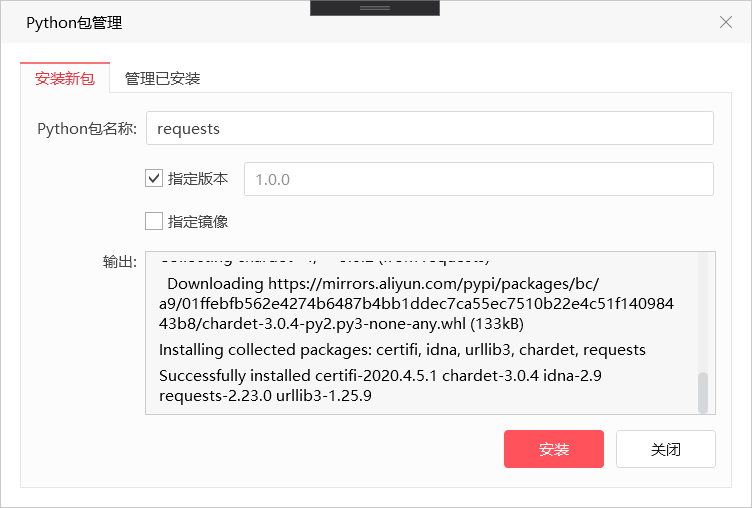 Python包管理
安装新包 管理已安装
Python包名称: requests
指定版本 1.0.0
指定镜像
输出:
Downloading https://mirrors.aliyun.com/pypi/packages/bc/
a9/01ffebfb562e4274b6487b4bb1ddec7ca55ec7510b22e4c51f140984
43b8/chardet-3.0.4-py2.py3-none-any.whl (133kB)
Installing collected packages: certifi, idna, urllib3, chardet, requests
Successfully installed certifi-2020.4.5.1 chardet-3.0.4 idna-2.9
requests-2.23.0 urllib3-1.25.9
安装 关闭